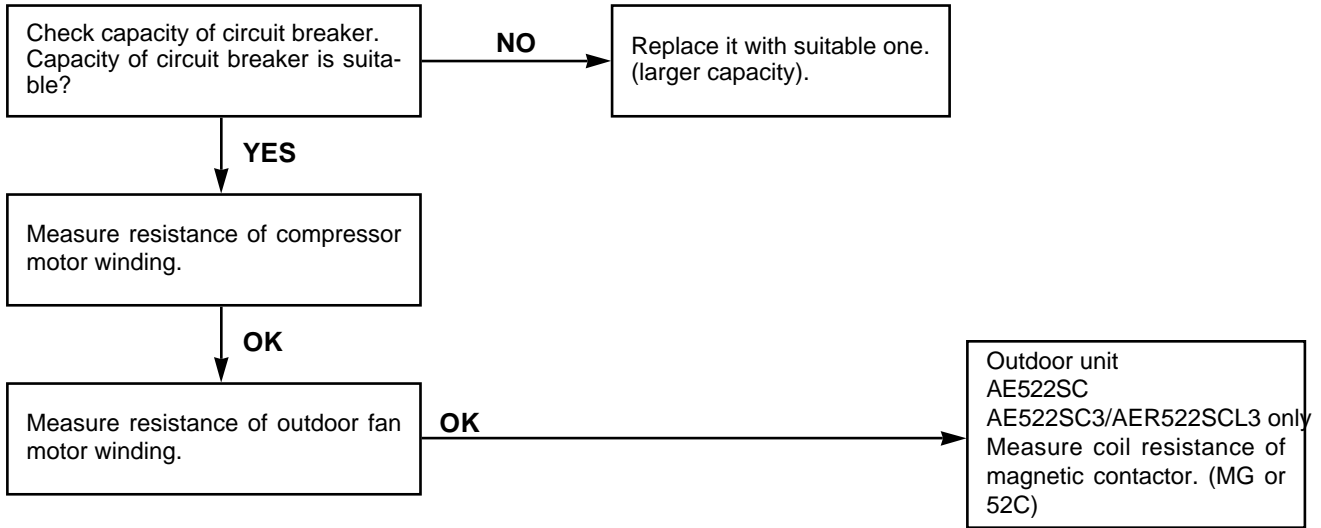 Check capacity of circuit breaker.
Capacity of circuit breaker is suita-
ble?
NO
Replace it with suitable one.
(larger capacity).
YES
Measure resistance of compressor
motor winding.
OK
Measure resistance of outdoor fan
motor winding.
OK
Outdoor unit
AE522SC
AE522SC3/AER522SCL3 only
Measure coil resistance of
magnetic contactor. (MG or
52C)